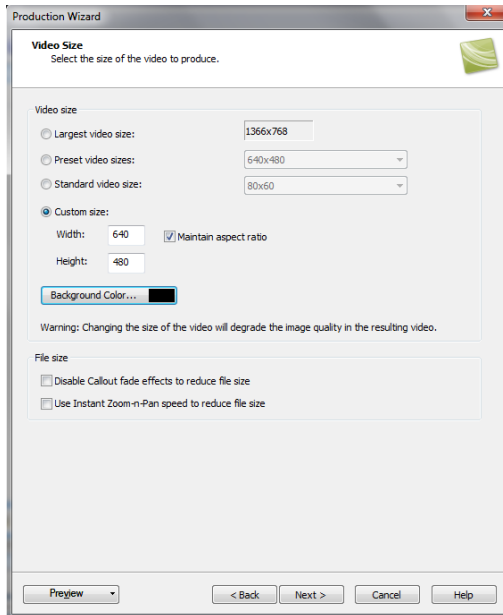 Production Wizard
Video Size
Select the size of the video to produce.
Video size
Largest video size: 1366x768
Preset video sizes: 640x480
Standard video size: 80x60
Custom size:
Width: 640 Maintain aspect ratio
Height: 480
Background Color...
Warning: Changing the size of the video will degrade the image quality in the resulting video.
File size
Disable Callout fade effects to reduce file size
Use Instant Zoom-n-Pan speed to reduce file size
Preview < Back Next > Cancel Help